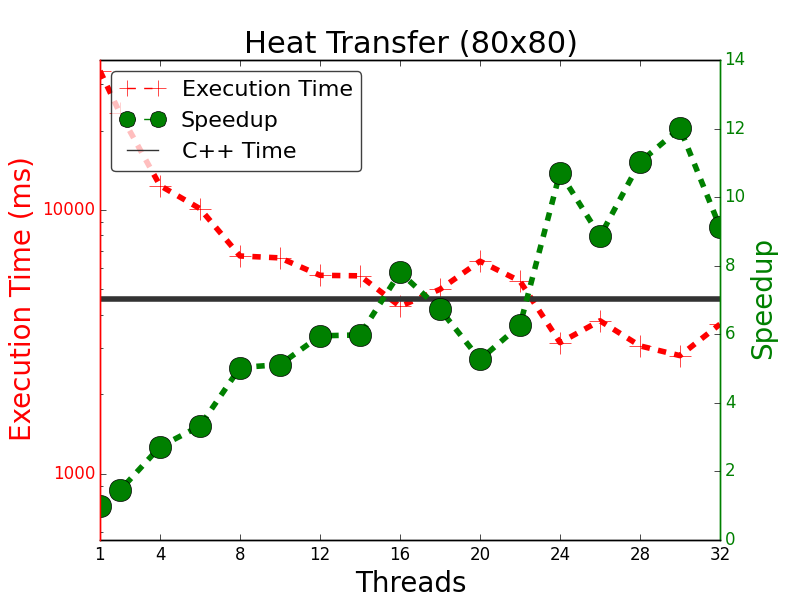 Heat Transfer (80x80)
Execution Time
Speedup
C++ Time
Execution Time (ms)
10000
1000
14
12
10
8
6
4
2
0
Speedup
1 4 8 12 16 20 24 28 32
Threads